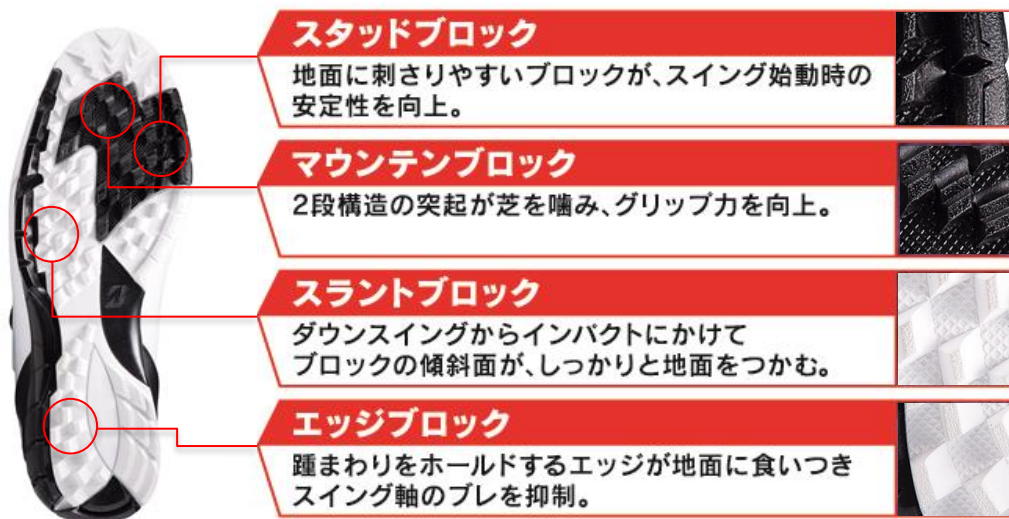 スタッドブロック
地面に刺さりやすいブロックが、スイング始動時の
安定性を向上。
マウンテンブロック
2段構造の突起が芝を噛み、グリップ力を向上。
スラントブロック
ダウンスイングからインパクトにかけて
ブロックの傾斜面が、しっかりと地面をつかむ。
エッジブロック
踵まわりをホールドするエッジが地面に食いつき
スイング軸のブレを抑制。